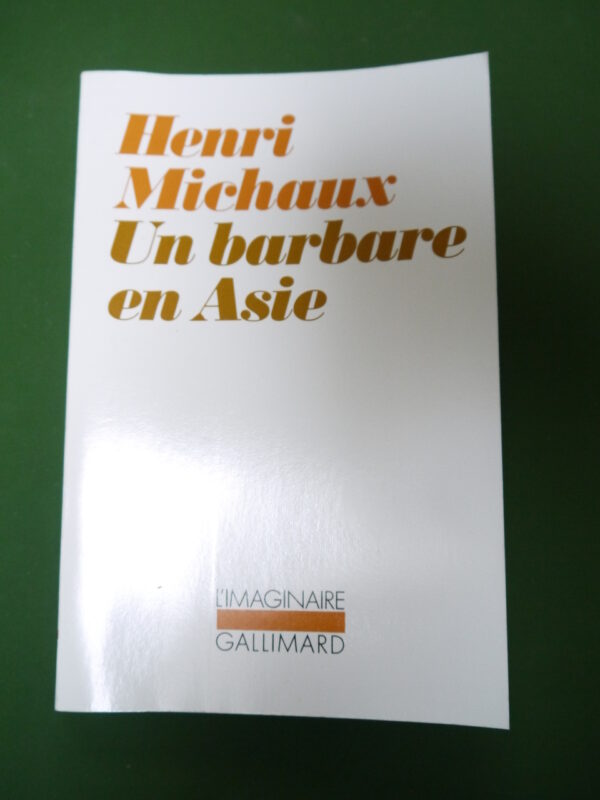 Henri
Michaux
Un barbare
en Asie
L'IMAGINAIRE
GALLIMARD